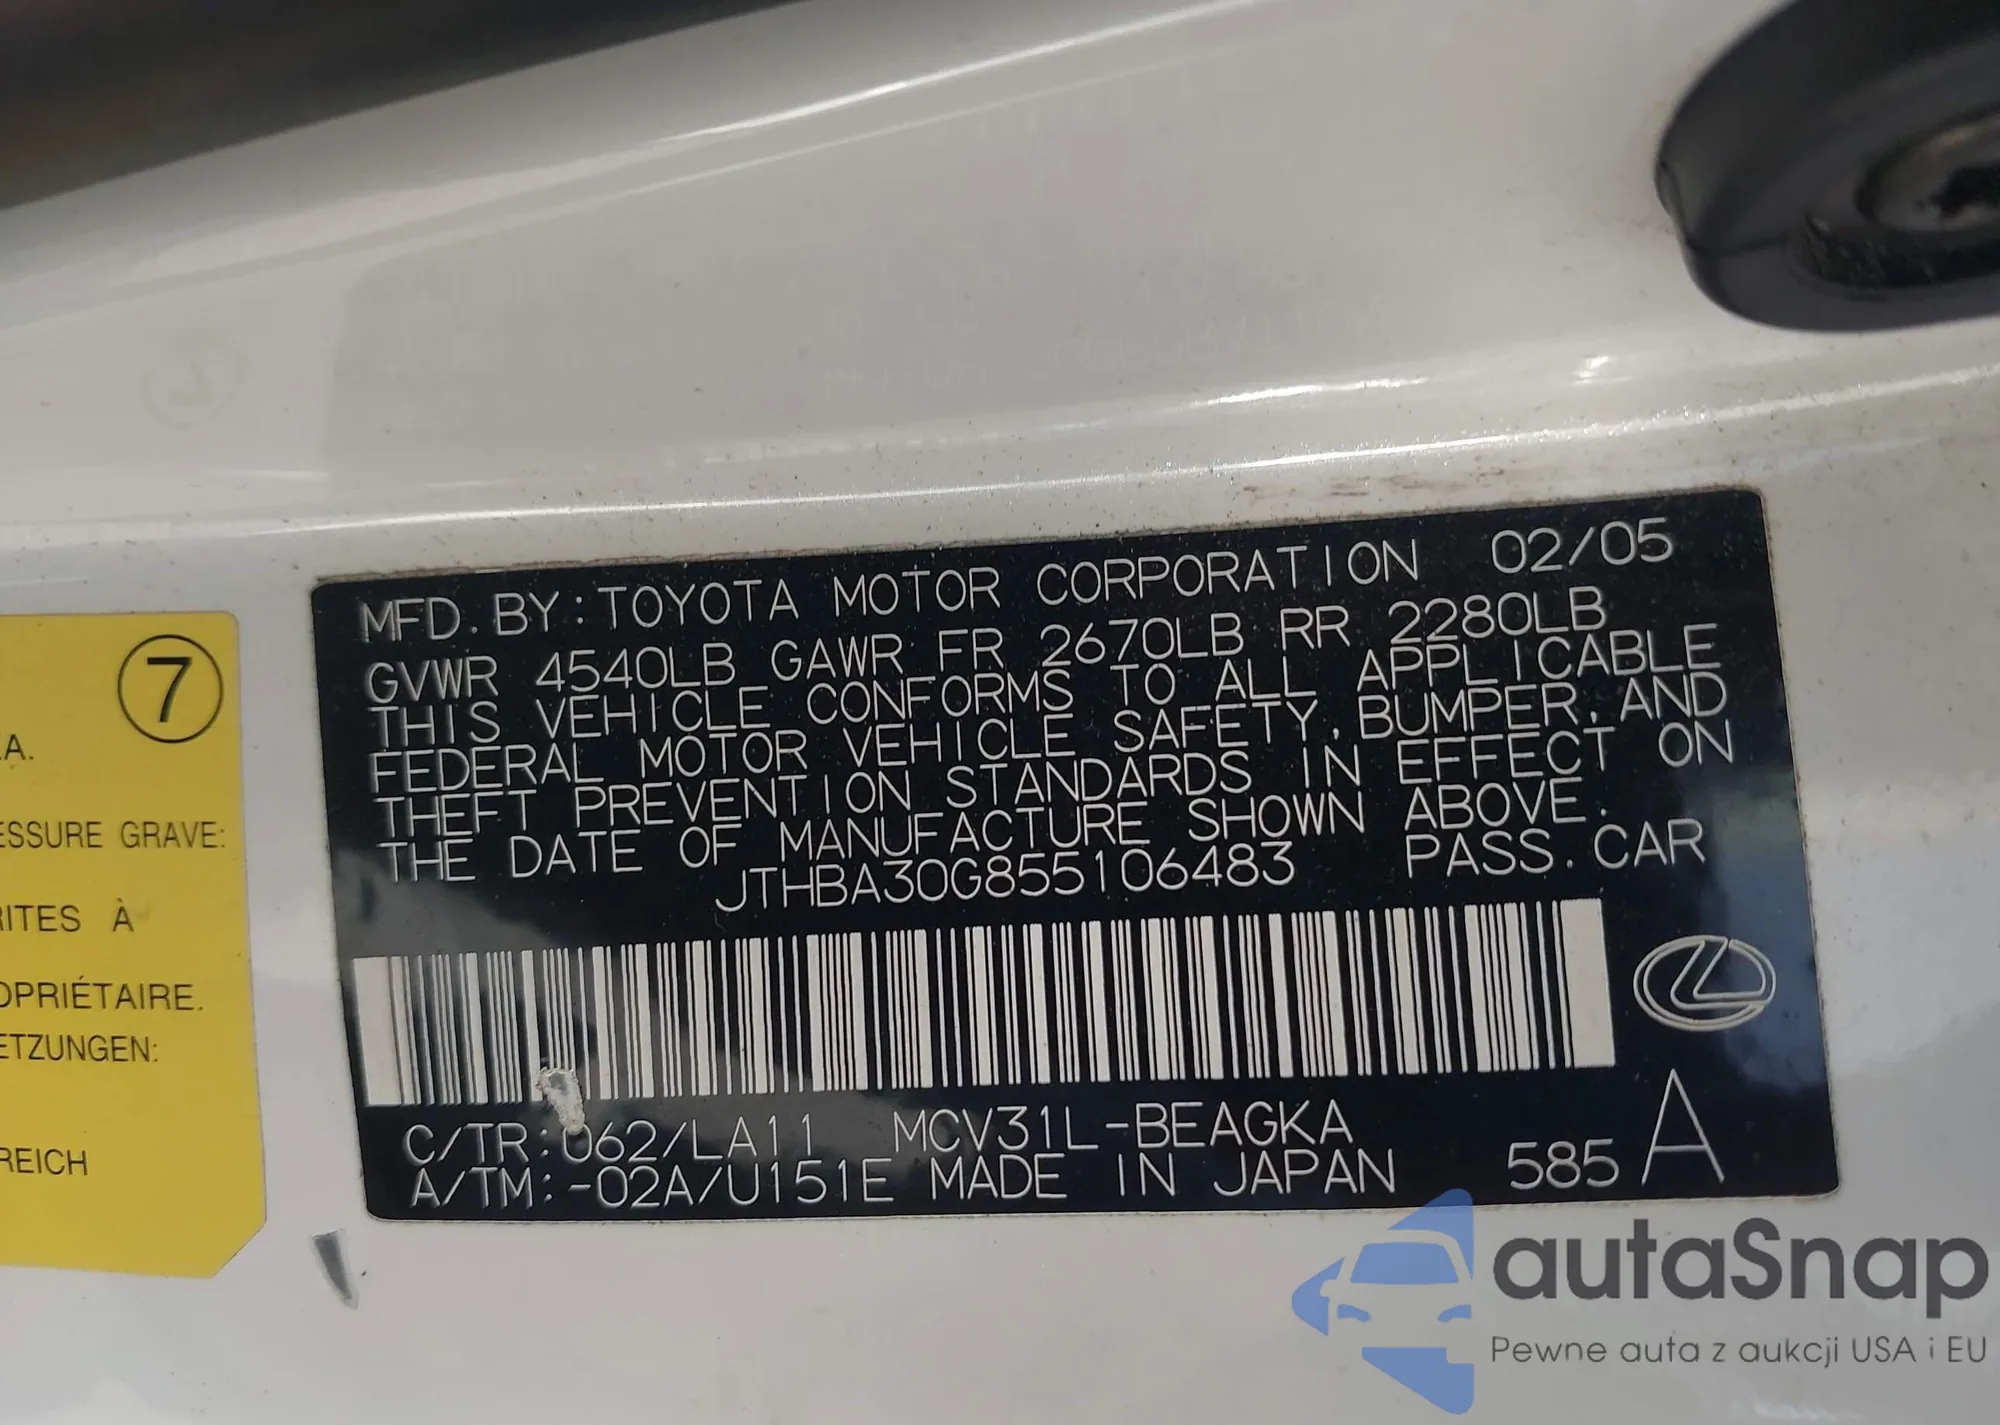 MFD. BY: TOYOTA MOTOR CORPORATION 02/05
GVWR 4540LB GAWR FR 2670LB RR 2280LB
THIS VEHICLE CONFORMS TO ALL APPLICABLE
FEDERAL MOTOR VEHICLE SAFETY, BUMPER, AND
THEFT PREVENTION STANDARDS IN EFFECT ON
THE DATE OF MANUFACTURE SHOWN ABOVE.
JTHBA30G855106483 PASS. CAR
C/TR: 062/LA11 MCV31L-BEAGKA
A/TM: -02A/U151E MADE IN JAPAN 585 A
7
A.
ESSURE GRAVE:
RITES À
OPRIÉTAIRE.
ETZUNGEN:
REICH
autaSnap
Pewne auta z aukcji USA i EU